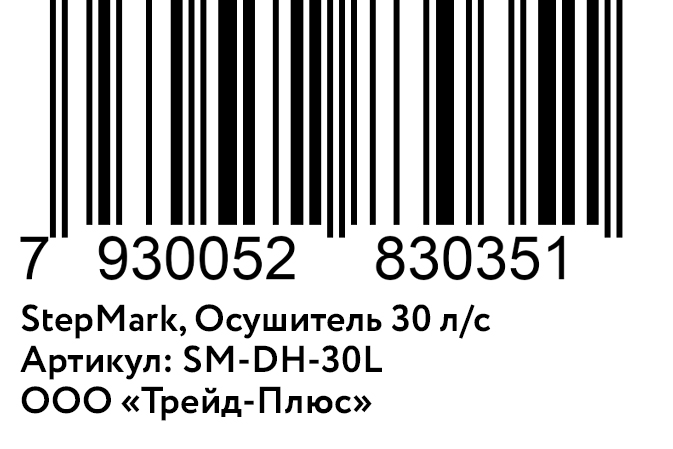 7 930052 830351
StepMark, Осушитель 30 л/с
Артикул: SM-DH-30L
ООО «Трейд-Плюс»